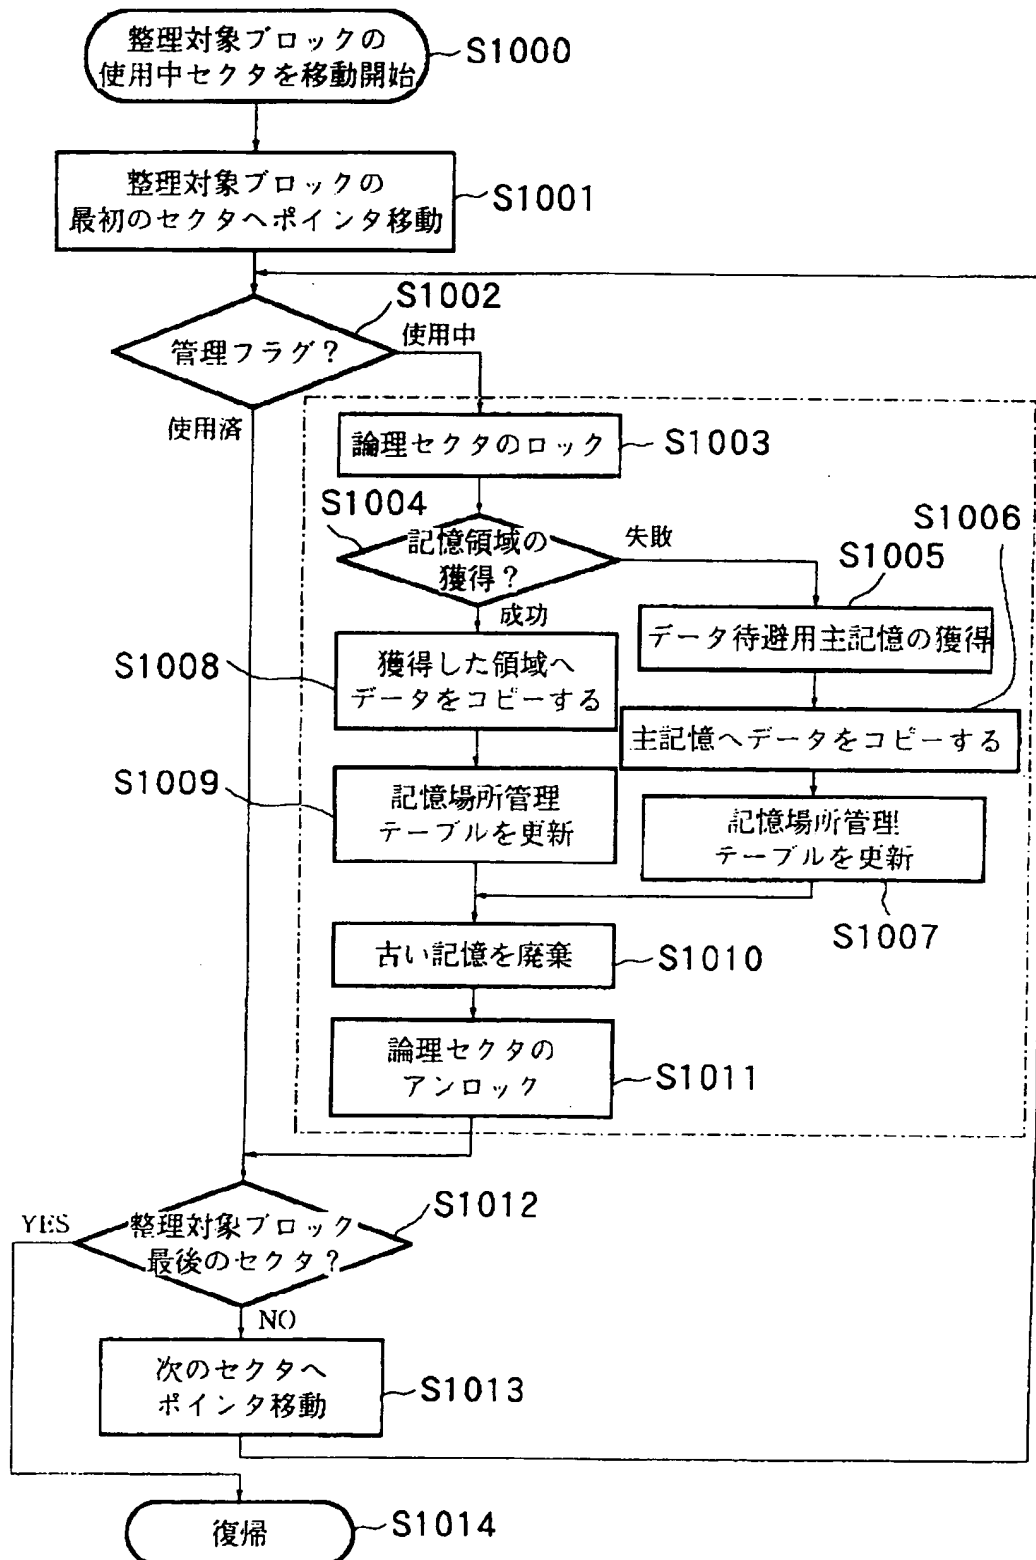 整理対象ブロックの
使用中セクタを移動開始
S1000
整理対象ブロックの
最初のセクタへポインタ移動
S1001
S1002
管理フラグ?
使用中
使用済
論理セクタのロック
S1003
S1004
記憶領域の
獲得?
失敗
成功
S1006
S1005
データ待避用主記憶の獲得
S1008
獲得した領域へ
データをコピーする
主記憶へデータをコピーする
S1009
記憶場所管理
テーブルを更新
記憶場所管理
テーブルを更新
S1007
古い記憶を廃棄
S1010
論理セクタの
アンロック
S1011
S1012
YES
整理対象ブロック
最後のセクタ?
NO
次のセクタへ
ポインタ移動
S1013
復帰
S1014